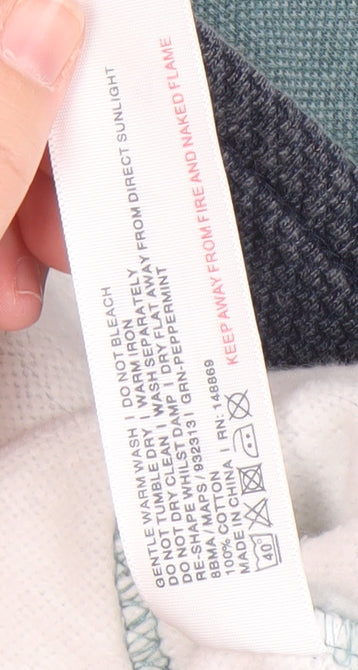 GENTLE WARM WASH | DO NOT BLEACH
DO NOT TUMBLE DRY | WARM IRON
DO NOT DRY CLEAN | WASH SEPARATELY
DO NOT WHILST DAMP | DRY FLAT AWAY FROM DIRECT SUNLIGHT
RE-SHAPE / 932313 | GRN-PEPPERMINT
8BMA / MAPS
100% COTTON
MADE IN CHINA | RN: 148869
40°
KEEP AWAY FROM FIRE AND NAKED FLAME